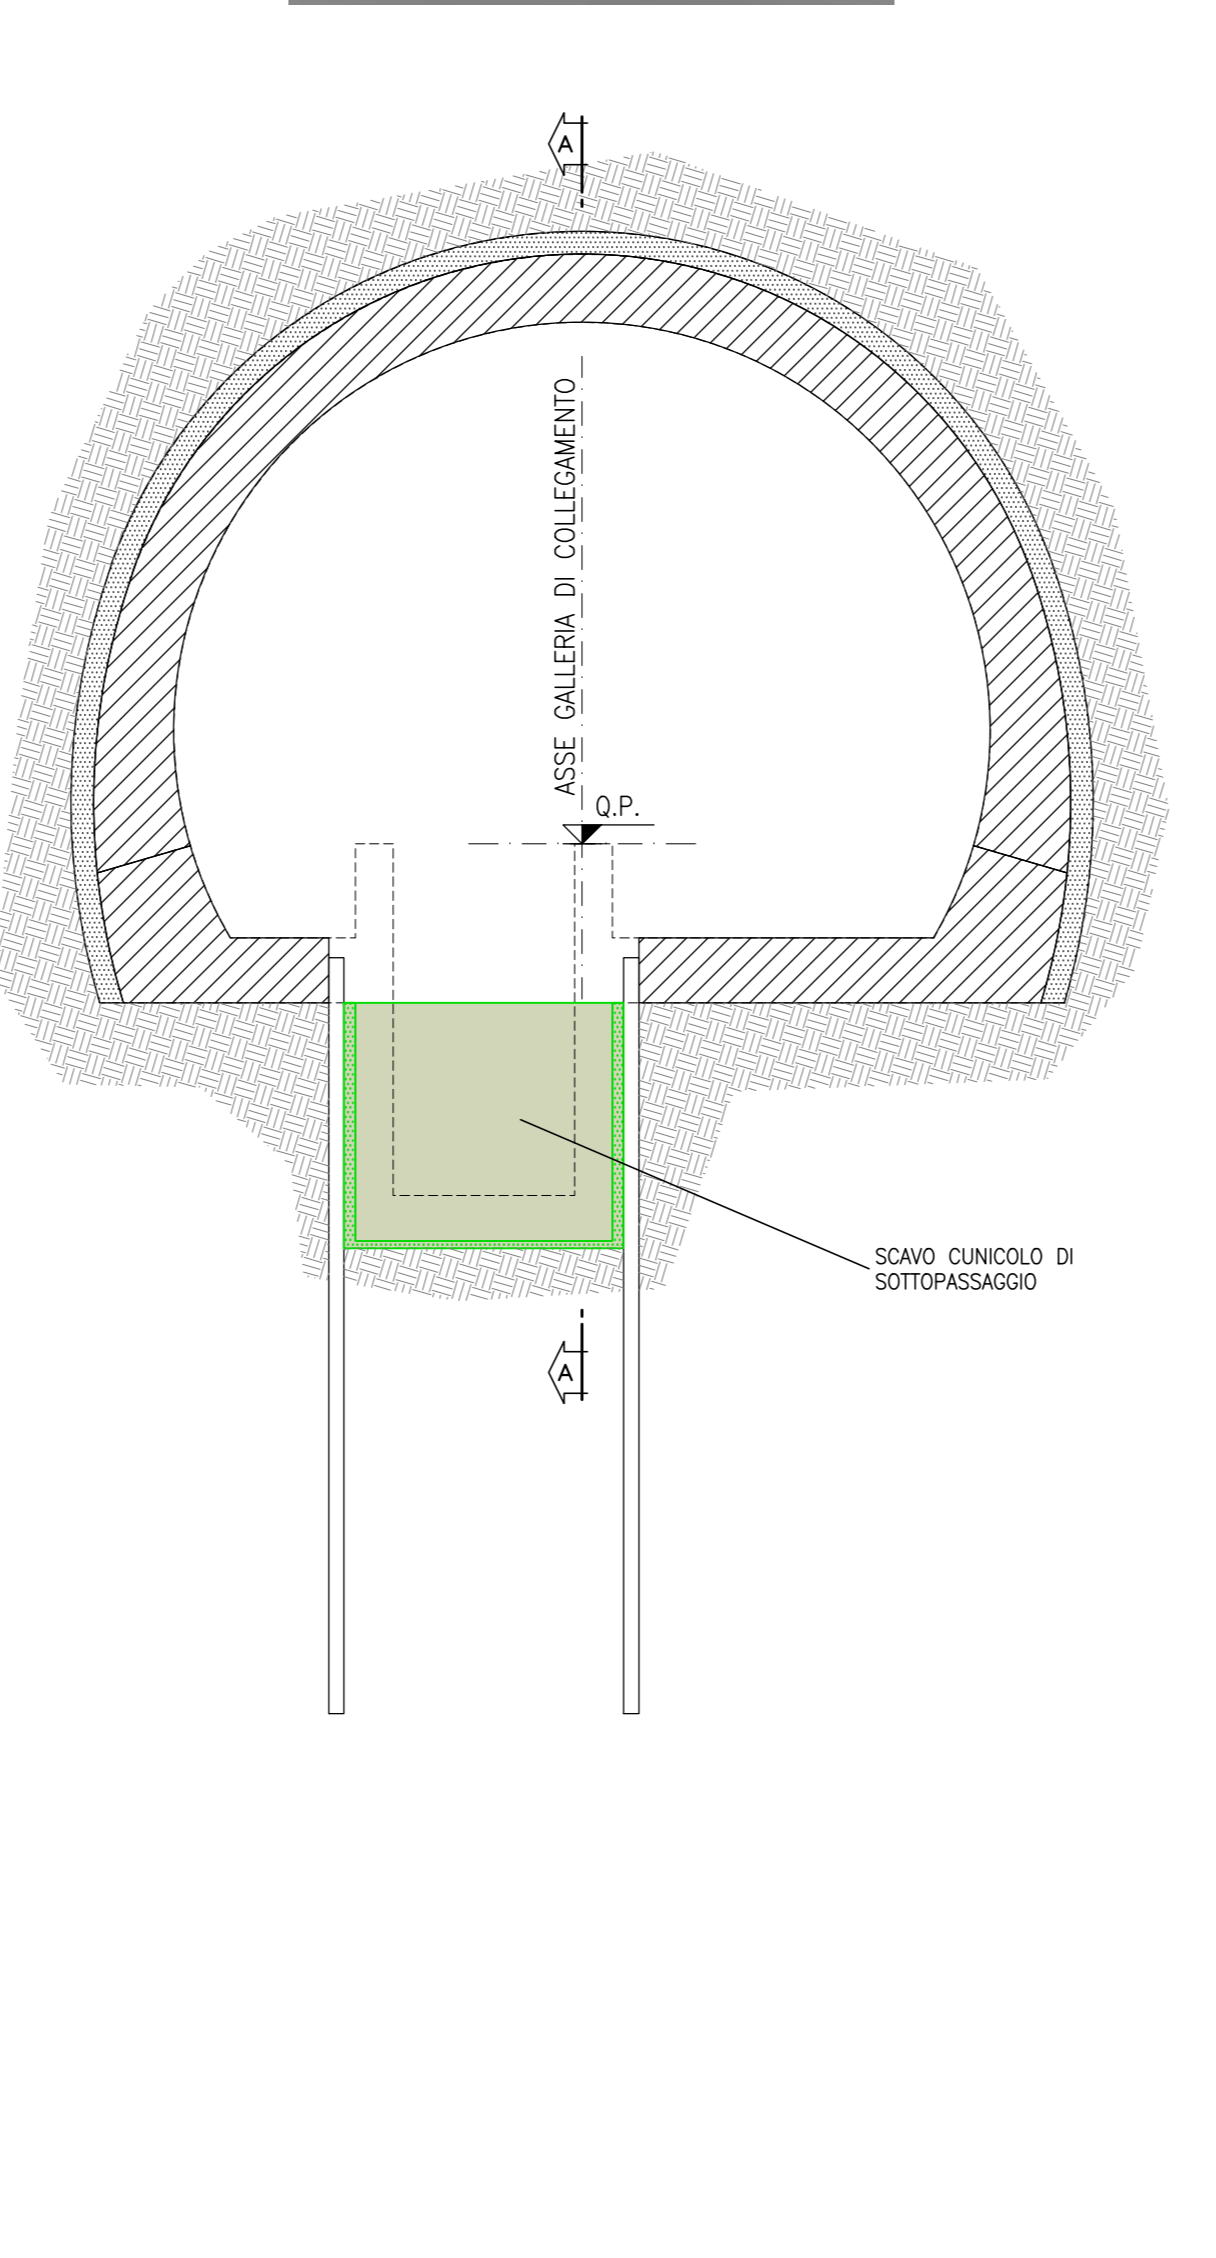 A
ASSE GALLERIA DI COLLEGAMENTO
Q.P.
SCAVO CUNICOLO DI
SOTTOPASSAGGIO
A